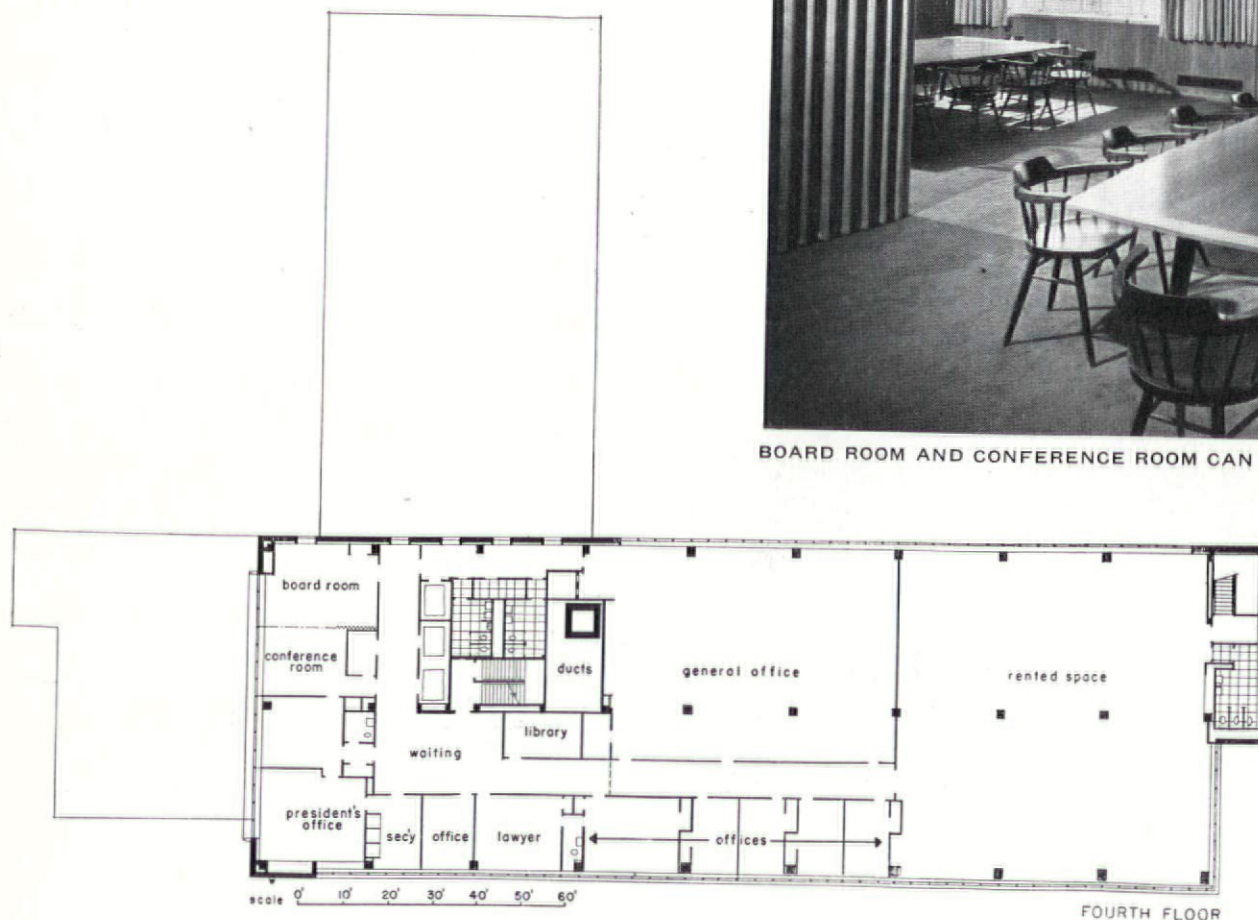 BOARD ROOM AND CONFERENCE ROOM CAN
board room
conference
room
ducts
general office
rented space
library
waiting
president's
office
sec'y
office
lawyer
offices
scale 0' 10' 20' 30' 40' 50' 60'
FOURTH FLOOR